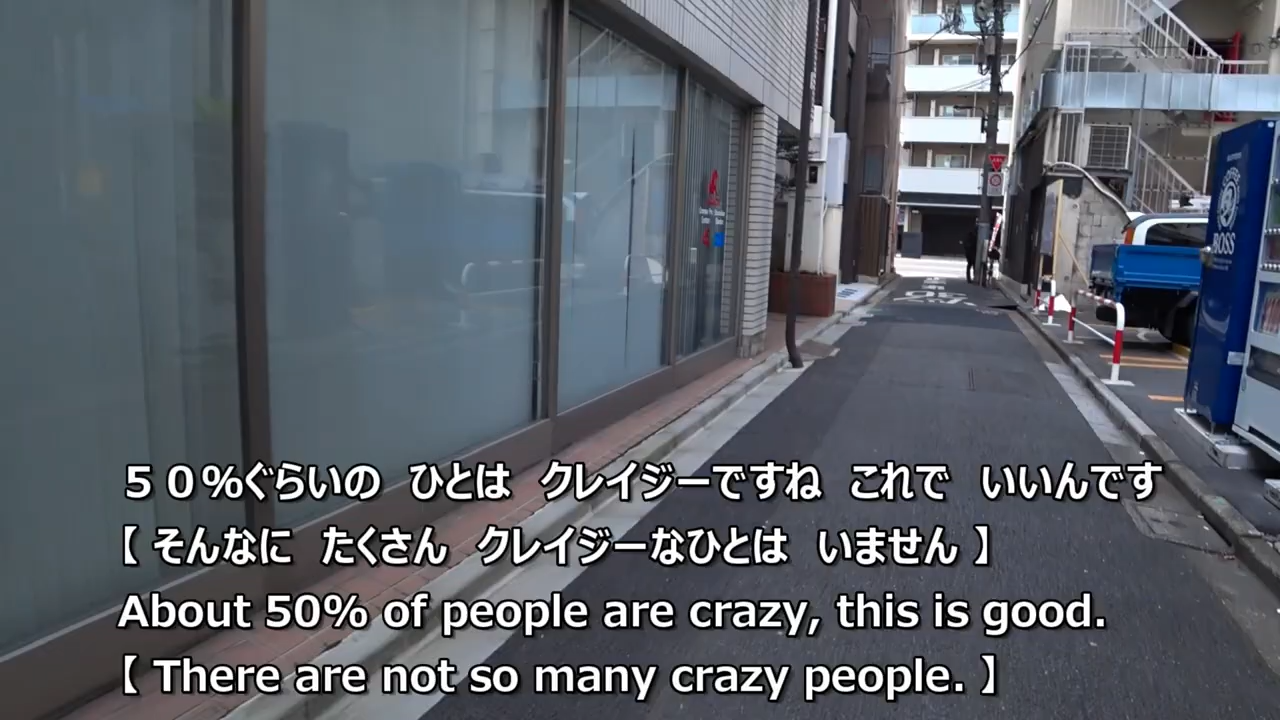 BOSS
５０％ぐらいの　ひとは　クレイジーですね　これで　いいんです
【 そんなに　たくさん　クレイジーなひとは　いません 】
About 50% of people are crazy, this is good.
【 There are not so many crazy people. 】